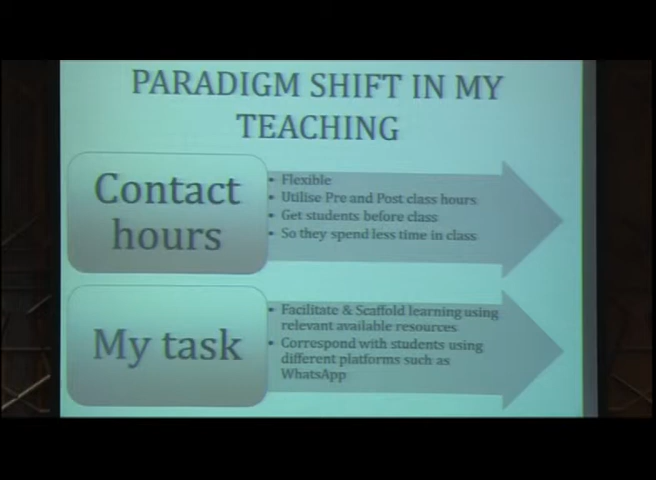 PARADIGM SHIFT IN MY
TEACHING
Contact
hours
• Flexible
• Utilise Pre and Post class hours
• Get students before class
• So they spend less time in class
My task
• Facilitate & Scaffold learning using
relevant available resources
• Correspond with students using
different platforms such as
WhatsApp